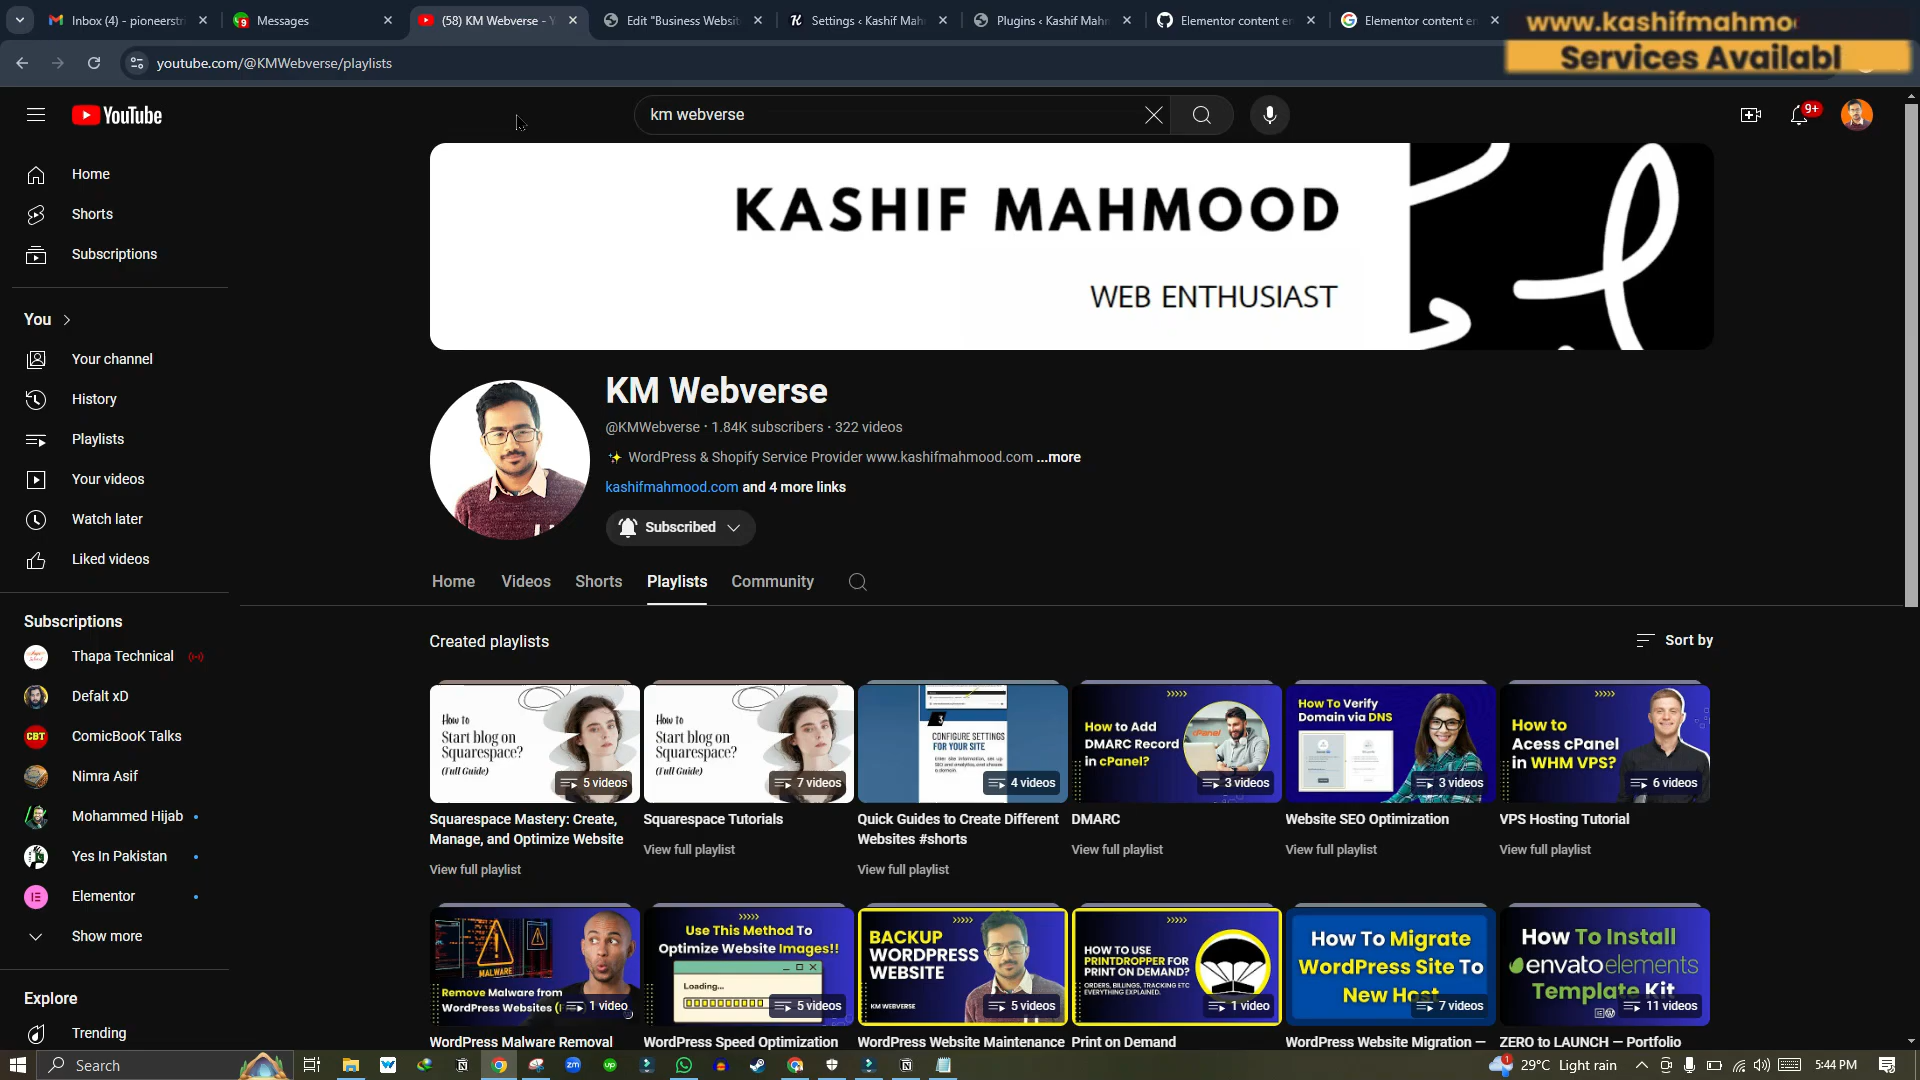 Inbox (4) - pioneerstri
Messages
(58) KM Webverse - Y
Edit "Business Websit
Settings ‹ Kashif Mahm
Plugins ‹ Kashif Mahm
Elementor content en
Elementor content en
www.kashifmahmo
Services Availabl
youtube.com/@KMWebverse/playlists
YouTube
km webverse
9+
Home
Shorts
Subscriptions
You
Your channel
History
Playlists
Your videos
Watch later
Liked videos
Subscriptions
Thapa Technical
Defalt xD
CBT
ComicBooK Talks
Nimra Asif
Mohammed Hijab
Yes In Pakistan
Elementor
Show more
Explore
Trending
KASHIF MAHMOOD
WEB ENTHUSIAST
KM Webverse
@KMWebverse · 1.84K subscribers · 322 videos
✨ WordPress & Shopify Service Provider www.kashifmahmood.com ...more
kashifmahmood.com and 4 more links
Subscribed
Home
Videos
Shorts
Playlists
Community
Created playlists
Sort by
How to
Start blog on
Squarespace?
(Full Guide)
5 videos
Squarespace Mastery: Create,
Manage, and Optimize Website
View full playlist
How to
Start blog on
Squarespace?
(Full Guide)
7 videos
Squarespace Tutorials
View full playlist
3
CONFIGURE SETTINGS
FOR YOUR SITE
4 videos
Quick Guides to Create Different
Websites #shorts
View full playlist
How to Add
DMARC Record
in cPanel?
cPanel
3 videos
DMARC
View full playlist
How To Verify
Domain via DNS
3 videos
Website SEO Optimization
View full playlist
How to
Acess cPanel
in WHM VPS?
6 videos
VPS Hosting Tutorial
View full playlist
MALWARE
Remove Malware from
WordPress Websites (
1 video
WordPress Malware Removal
Use This Method To
Optimize Website Images!!
Loading...
5 videos
WordPress Speed Optimization
BACKUP
WORDPRESS
WEBSITE
KM WEBVERSE
5 videos
WordPress Website Maintenance
HOW TO USE
PRINTDROPPER FOR
PRINT ON DEMAND?
ORDERS, BILLINGS, TRACKING ETC
EVERYTHING EXPLAINED.
1 video
Print on Demand
How To Migrate
WordPress Site To
New Host
7 videos
WordPress Website Migration —
How To Install
envatoelements
Template Kit
11 videos
ZERO to LAUNCH — Portfolio
Search
29°C Light rain
5:44 PM